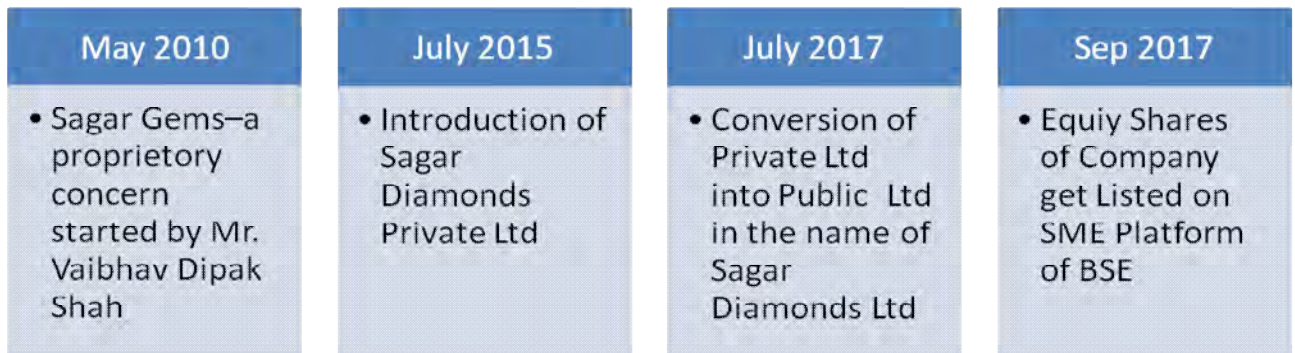 May 2010
• Sagar Gems–a
proprietory
concern
started by Mr.
Vaibhav Dipak
Shah
July 2015
• Introduction of
Sagar
Diamonds
Private Ltd
July 2017
• Conversion of
Private Ltd
into Public Ltd
in the name of
Sagar
Diamonds Ltd
Sep 2017
• Equiy Shares
of Company
get Listed on
SME Platform
of BSE